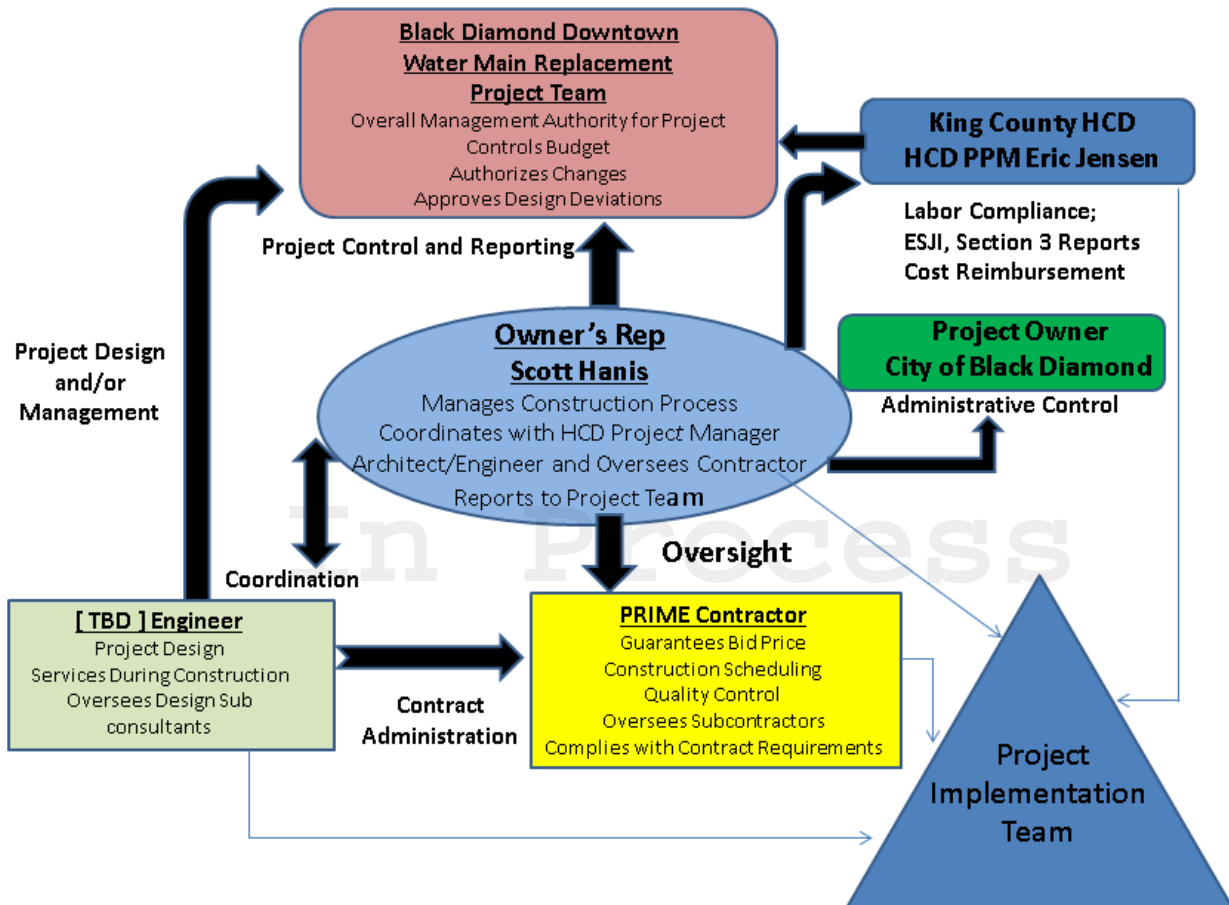 Black Diamond Downtown
Water Main Replacement
Project Team
Overall Management Authority for Project
Controls Budget
Authorizes Changes
Approves Design Deviations
King County HCD
HCD PPM Eric Jensen
Labor Compliance;
ESJI, Section 3 Reports
Cost Reimbursement
Project Control and Reporting
Project Design
and/or
Management
Owner's Rep
Scott Hanis
Manages Construction Process
Coordinates with HCD Project Manager
Architect/Engineer and Oversees Contractor
Reports to Project Team
Project Owner
City of Black Diamond
Administrative Control
In Process
Coordination
Oversight
[ TBD ] Engineer
Project Design
Services During Construction
Oversees Design Sub
consultants
Contract
Administration
PRIME Contractor
Guarantees Bid Price
Construction Scheduling
Quality Control
Oversees Subcontractors
Complies with Contract Requirements
Project
Implementation
Team